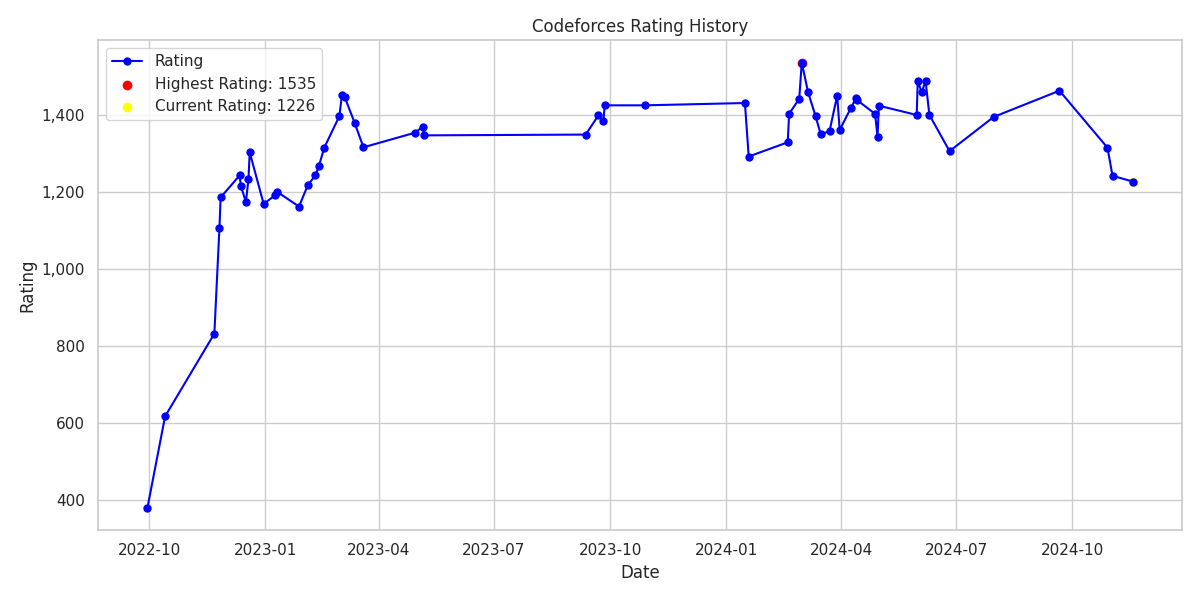 Codeforces Rating History
Rating
Highest Rating: 1535
Current Rating: 1226
Rating
1,400
1,200
1,000
800
600
400
2022-10 2023-01 2023-04 2023-07 2023-10 2024-01 2024-04 2024-07 2024-10
Date